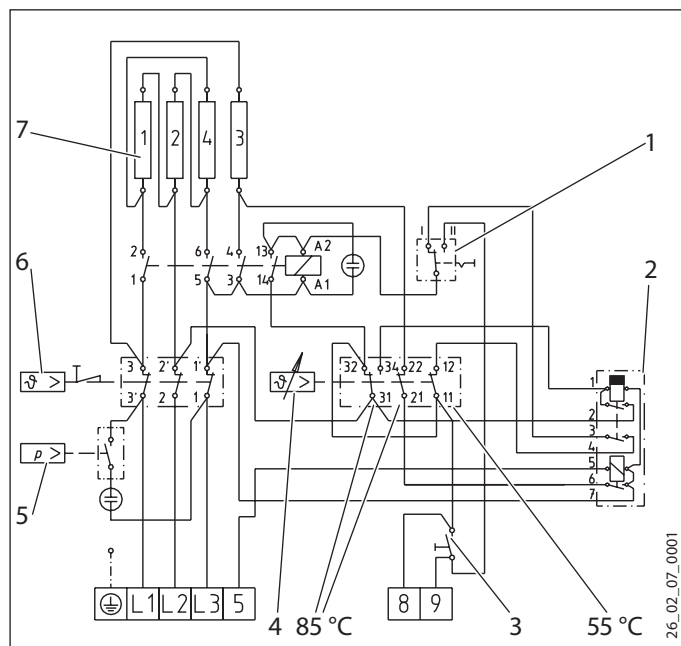 1 2 4 3
7
1
I II
2 6 4 13 A2
1 5 3 14 A1
6
2
3 2' 1' 32 34 22 12
ϑ > ϑ >
3' 2 1 31 21 11
1
2
3
4
5
6
7
p >
5
L1 L2 L3 5 8 9
4 85 °C 3 55 °C
26_02_07_0001